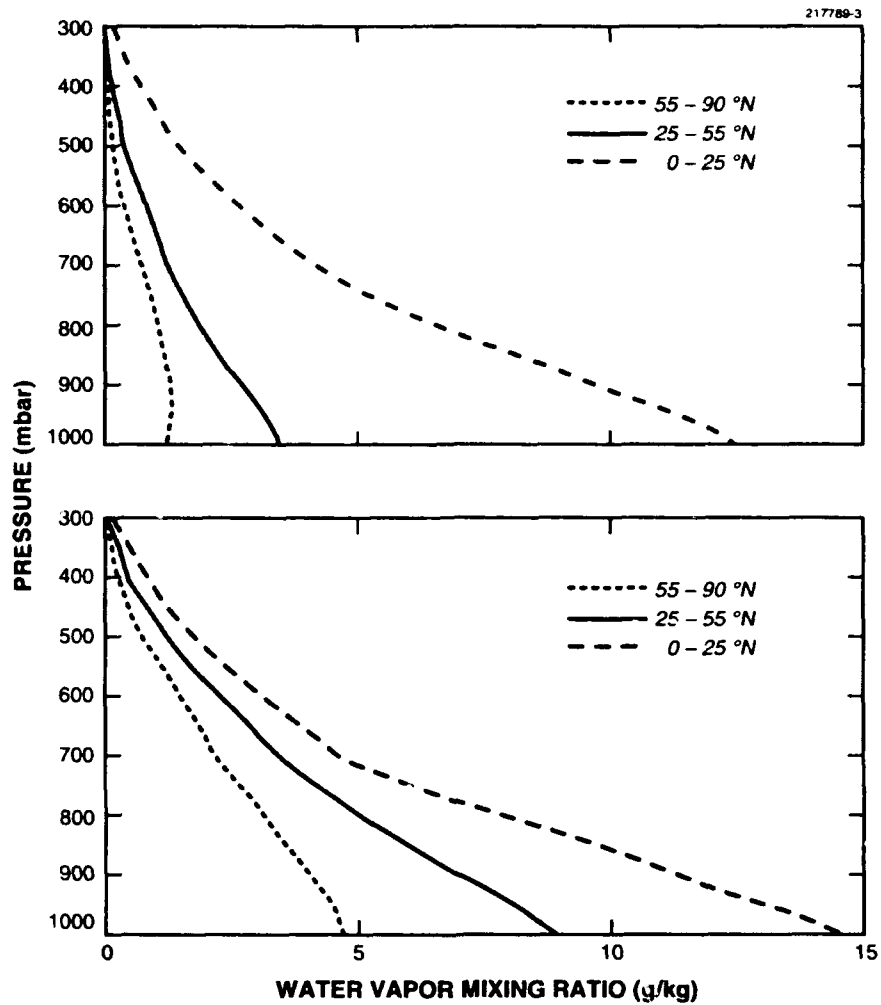 217789-3
300
400
500
600
700
800
900
1000
55 – 90 °N
25 – 55 °N
0 – 25 °N
PRESSURE (mbar)
300
400
500
600
700
800
900
1000
55 – 90 °N
25 – 55 °N
0 – 25 °N
0
5
10
15
WATER VAPOR MIXING RATIO (g/kg)